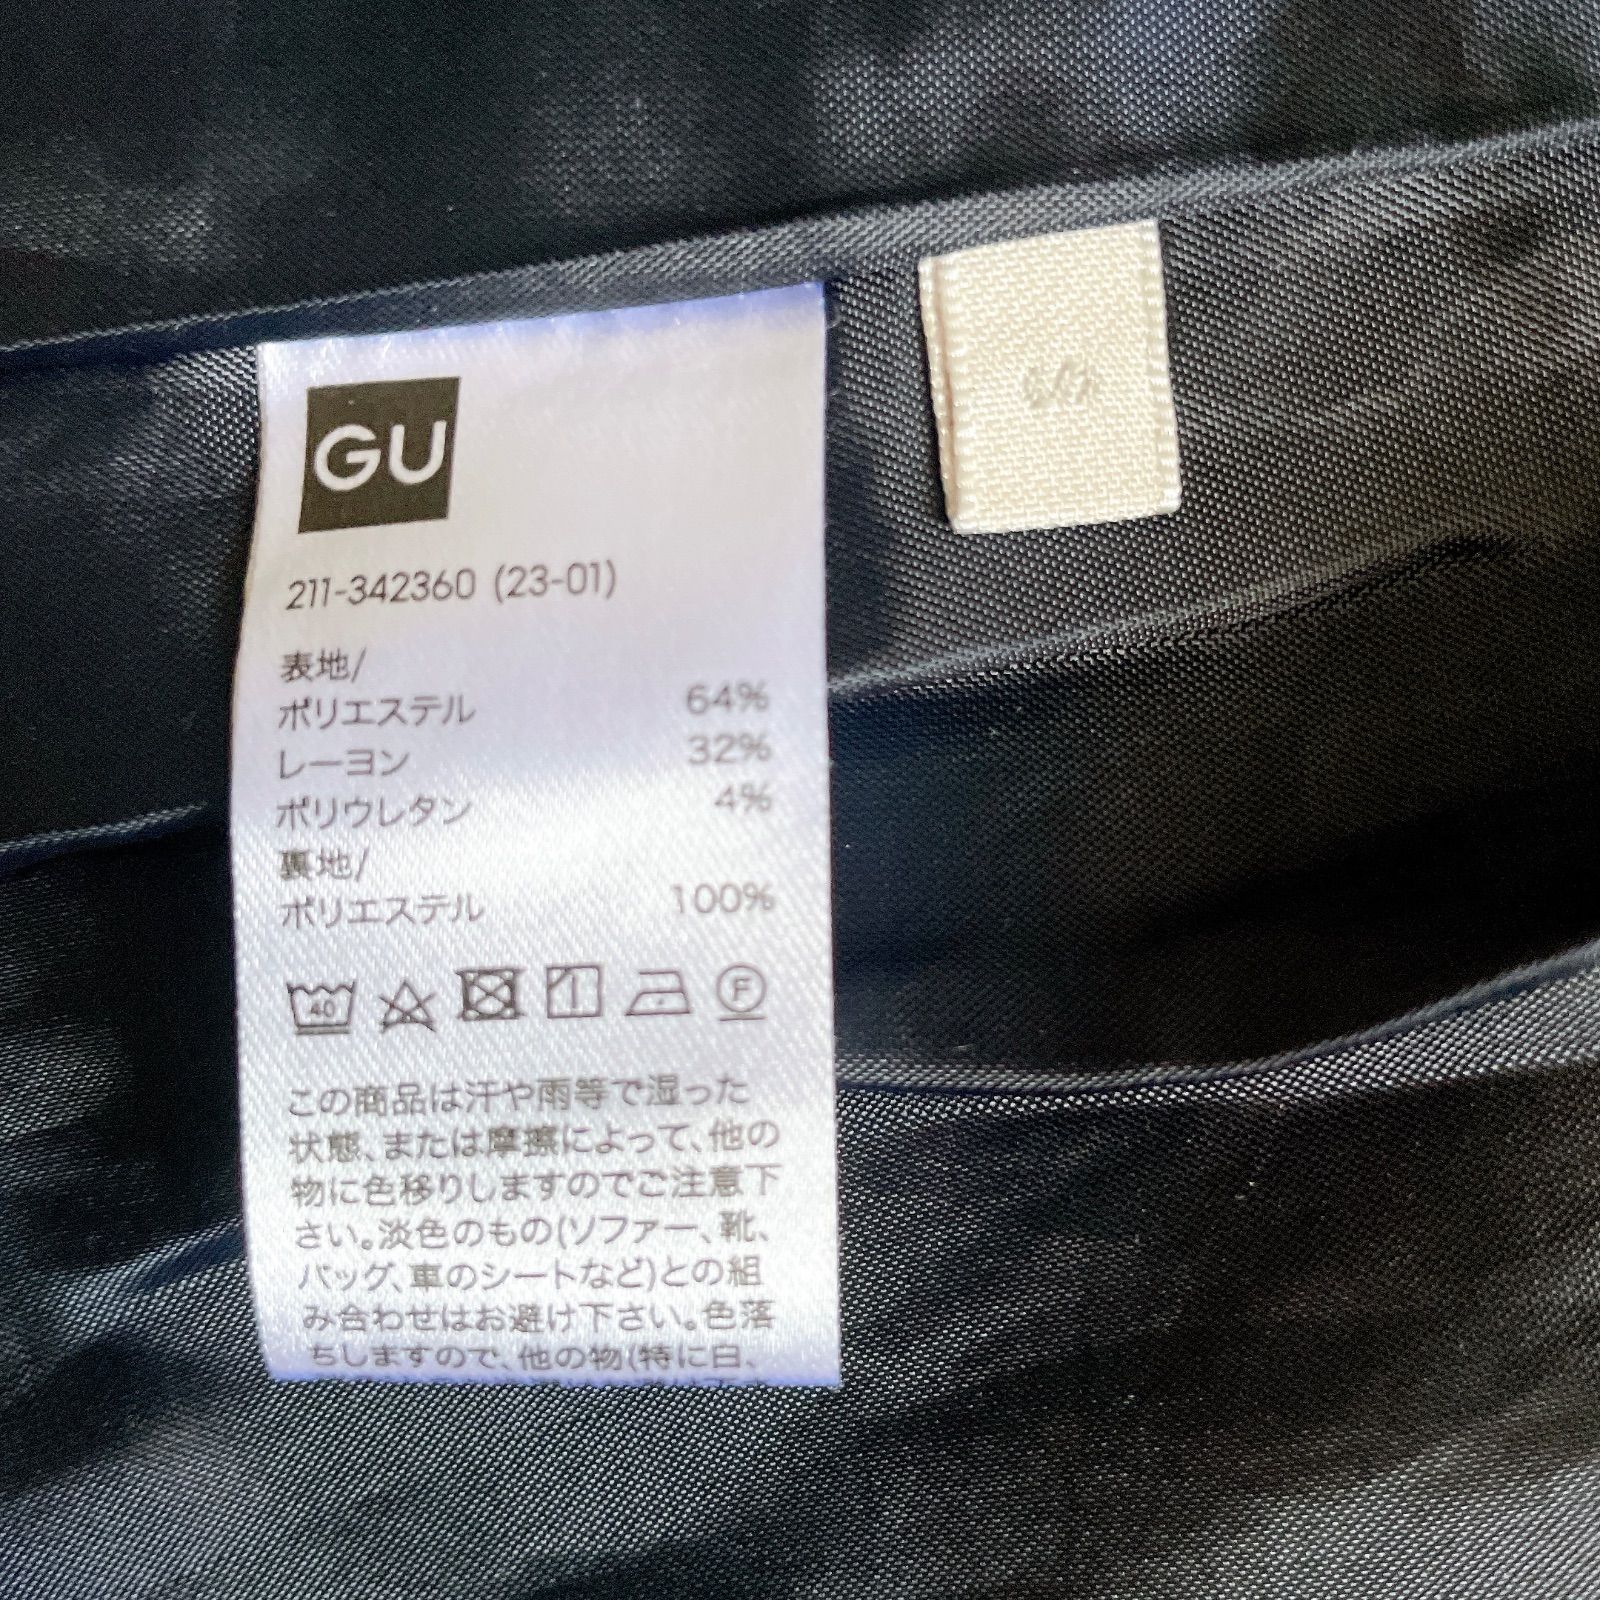 GU
211-342360 (23-01)
表地/
ポリエステル 64%
レーヨン 32%
ポリウレタン 4%
裏地/
ポリエステル 100%
40
F
この商品は汗や雨等で湿った
状態、または摩擦によって、他の
物に色移りしますのでご注意下
さい。淡色のもの(ソファー、靴、
バッグ、車のシートなど)との組
み合わせはお避け下さい。色落
ちしますので、他の物(特に白、